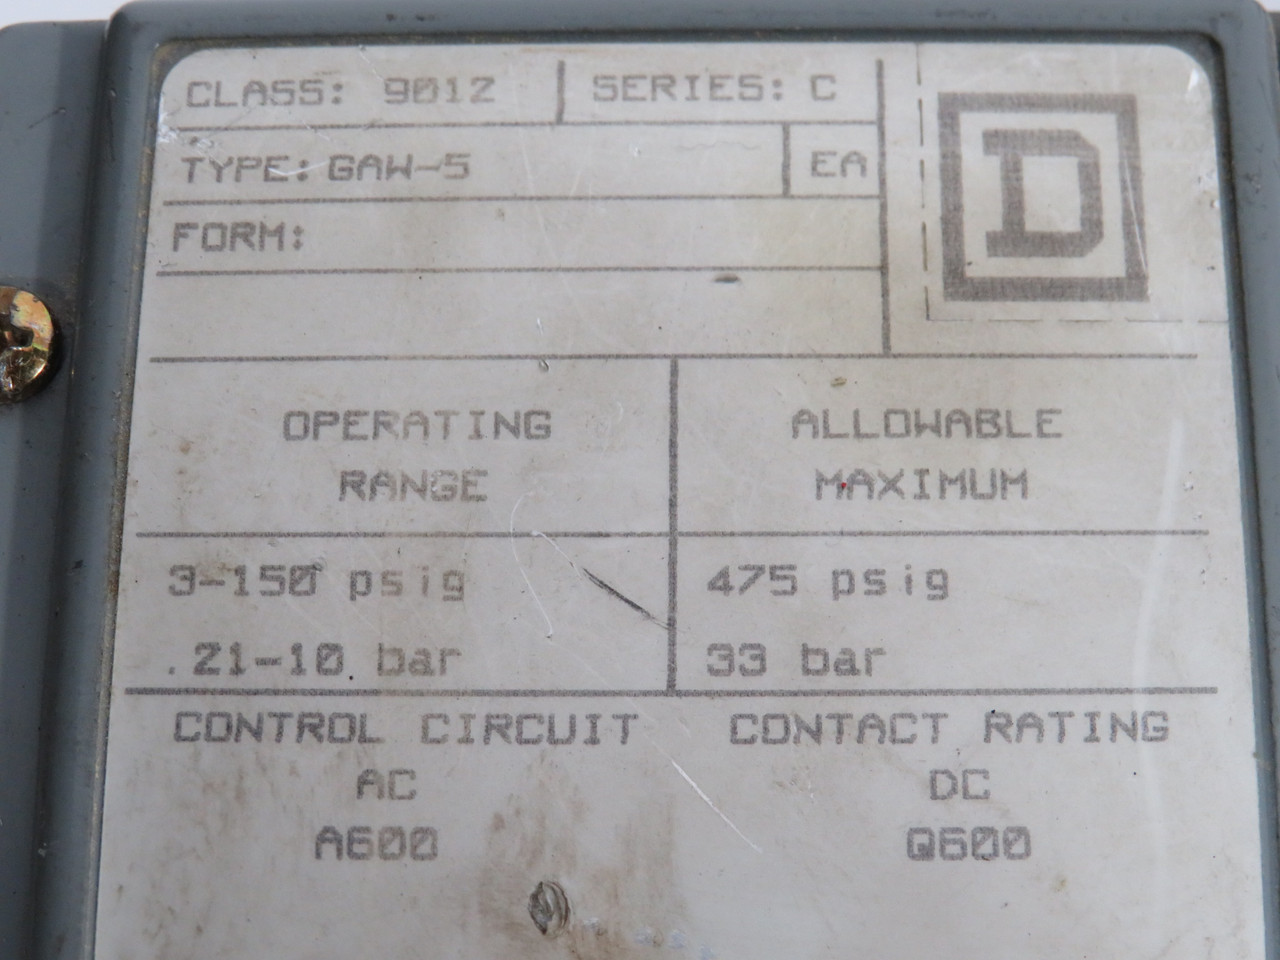 CLASS: 9012 SERIES: C
TYPE: GAW-5 EA
FORM:
D
OPERATING RANGE
ALLOWABLE MAXIMUM
3-150 psig 475 psig
.21-10 bar 33 bar
CONTROL CIRCUIT CONTACT RATING
AC DC
A600 Q600